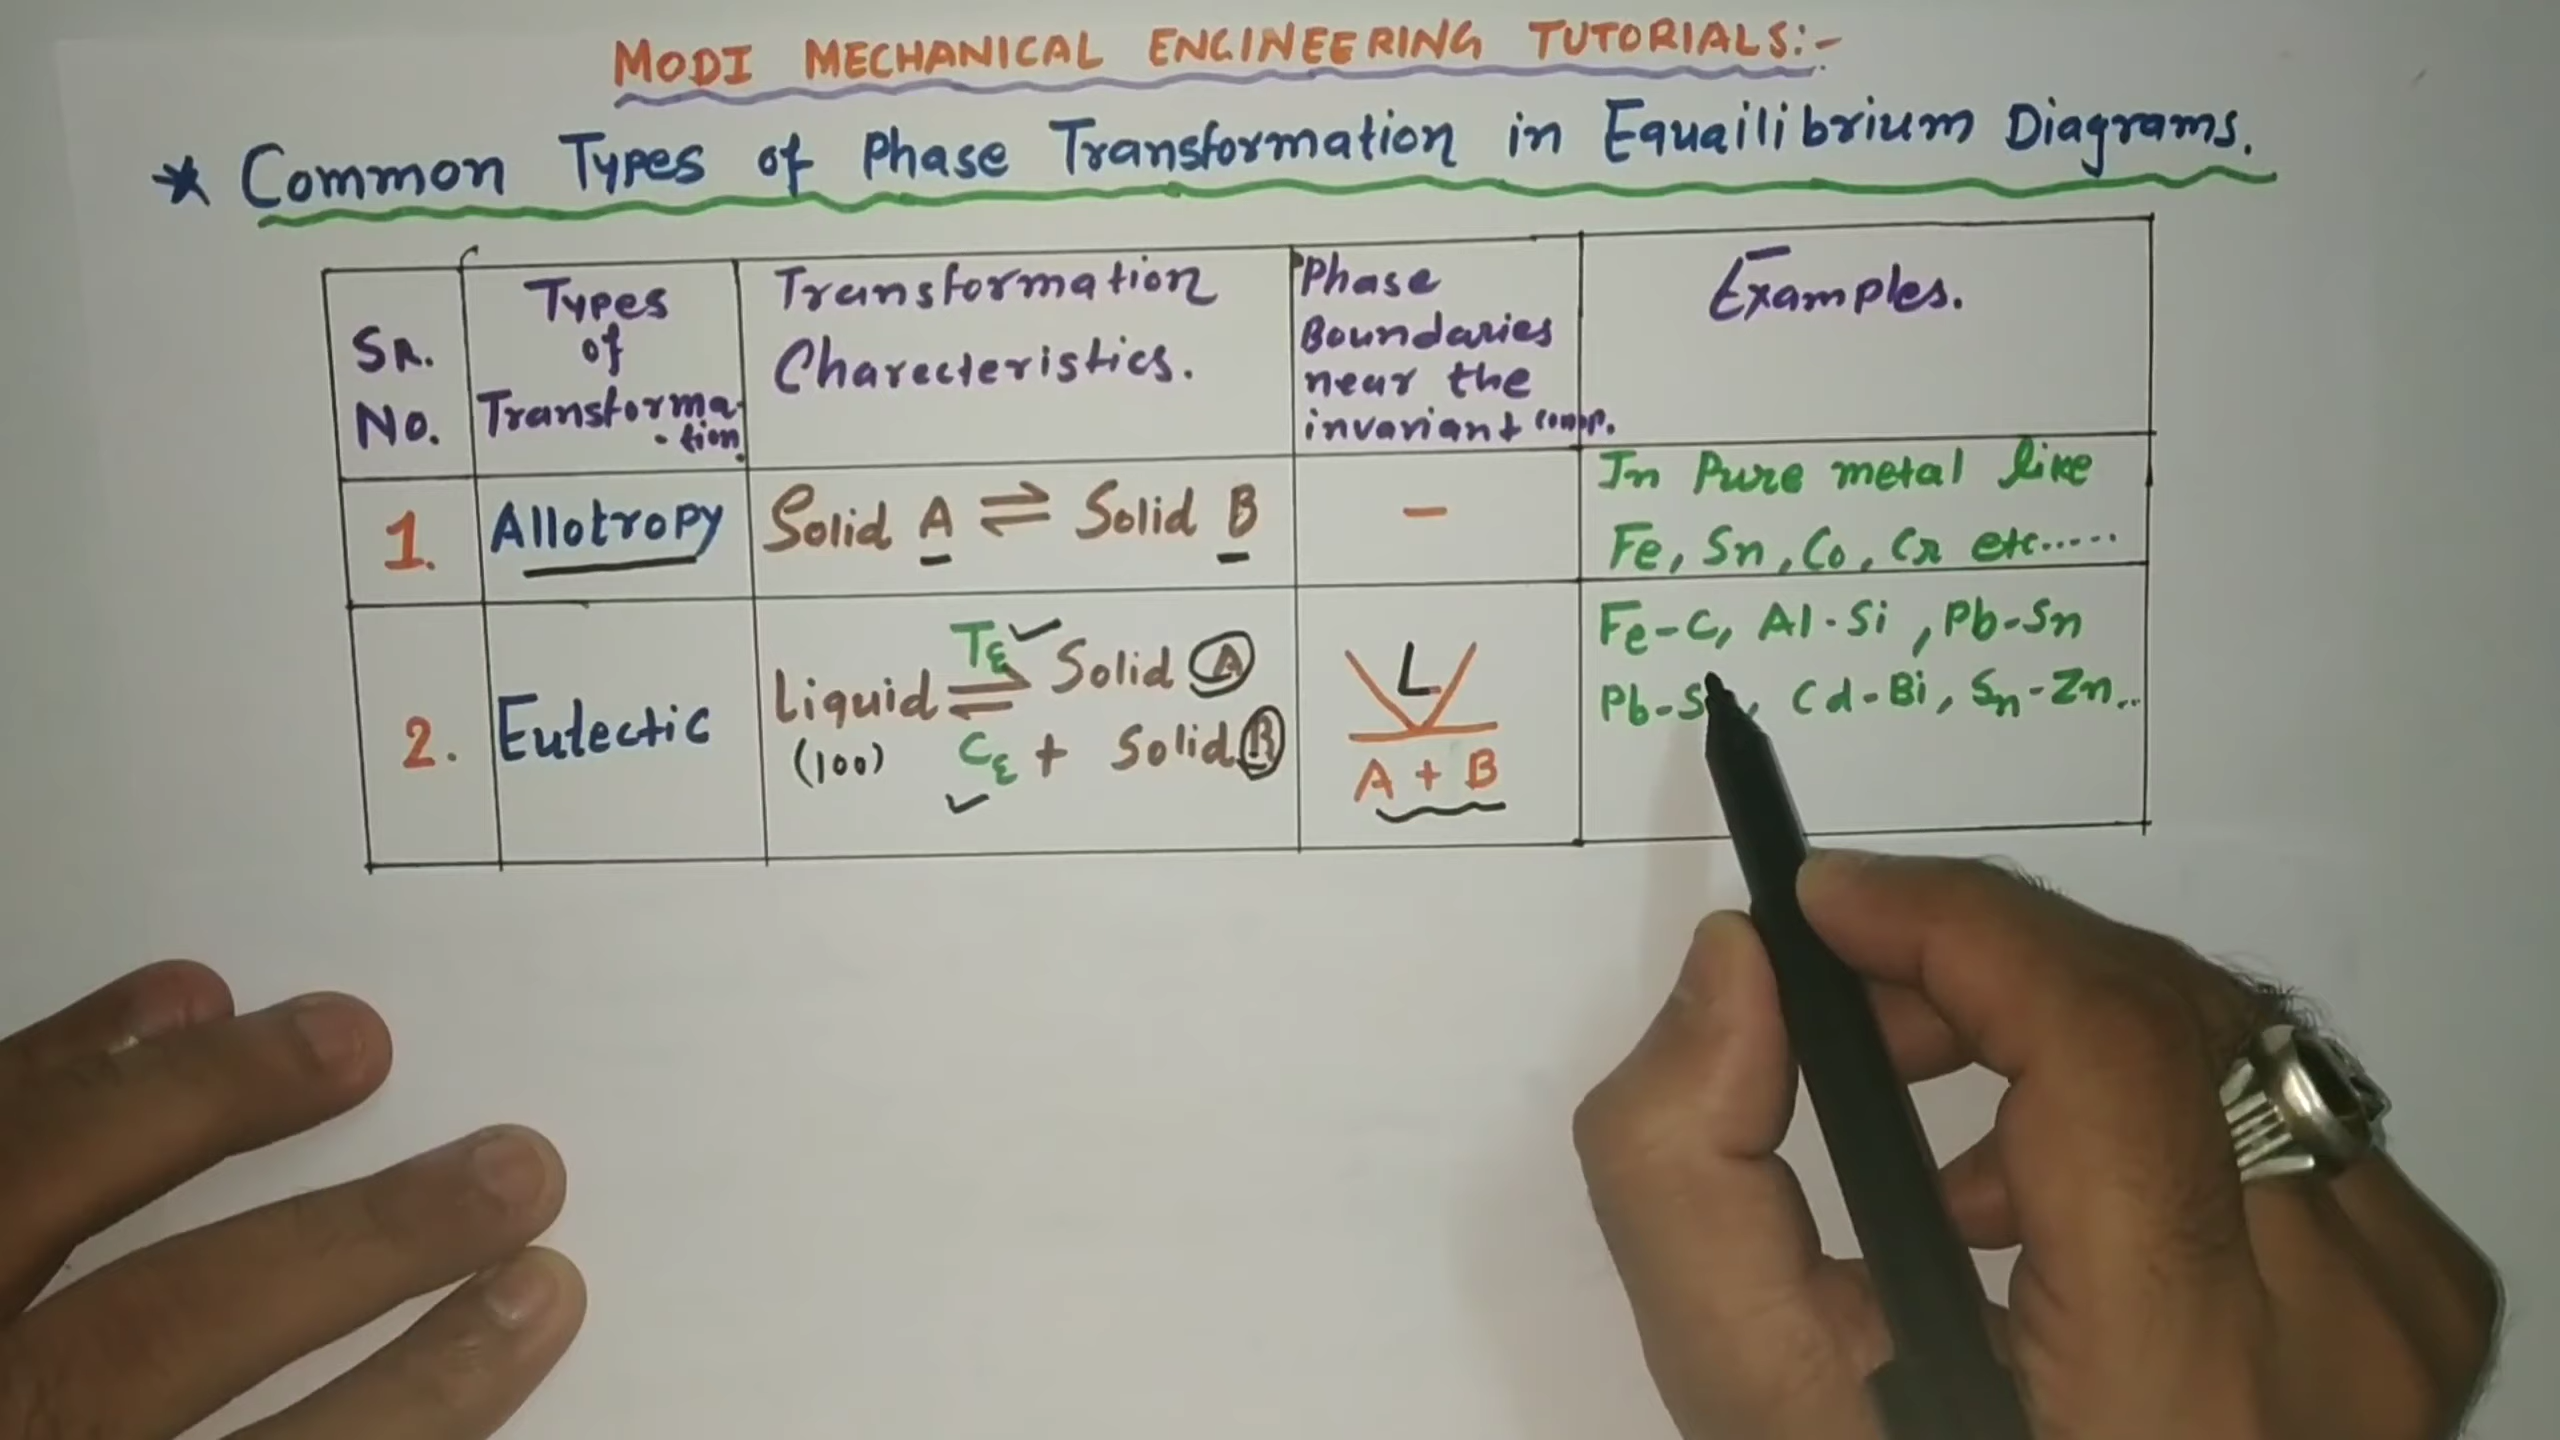 MODI MECHANICAL ENGINEERING TUTORIALS:-
* Common Types of Phase Transformation in Equailibrium Diagrams.
SR. No.
Types of Transforma-tion.
Transformation Charecteristics.
Phase Boundaries near the invariant comp.
Examples.
1.
Allotropy
Solid A ⇌ Solid B
-
In Pure metal like
Fe, Sn, Co, Cr etc.....
2.
Eutectic
TE
Liquid ⇌ Solid A
(100) CE + Solid B
L
A + B
Fe-C, Al-Si, Pb-Sn
Cd-Bi, Sn-Zn..